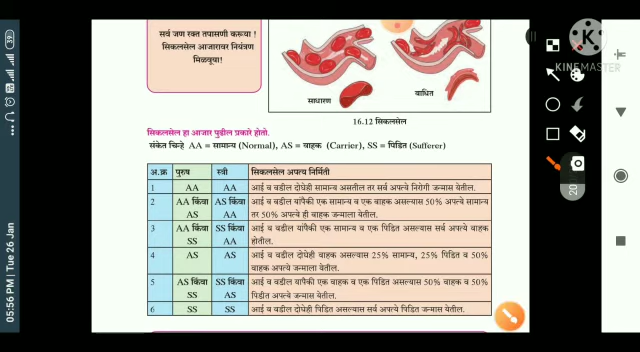 सर्व जण रक्त तपासणी करूया !
सिकलसेल आजारावर नियंत्रण
मिळवूया!
साधारण
बाधित
16.12 सिकलसेल
सिकलसेल हा आजार पुढील प्रकारे होतो.
संकेत चिन्हे AA = सामान्य (Normal), AS = वाहक (Carrier), SS = पिडित (Sufferer)
अ.क्र पुरुष स्त्री सिकलसेल अपत्य निर्मिती
1 AA AA आई व वडील दोघेही सामान्य असतील तर सर्व अपत्ये निरोगी जन्मास येतील.
2 AA किंवा AS किंवा आई व वडील यांपैकी एक सामान्य व एक वाहक असल्यास 50% अपत्ये सामान्य
AS AA तर 50% अपत्ये ही वाहक जन्माला येतील.
3 AA किंवा SS किंवा आई व वडील यांपैकी एक सामान्य व एक पिडित असल्यास सर्व अपत्ये वाहक
SS AA होतील.
4 AS AS आई व वडील दोघेही वाहक असल्यास 25% सामान्य, 25% पिडित व 50%
वाहक अपत्ये जन्माला येतील.
5 AS किंवा SS किंवा आई व वडील यापैकी एक वाहक व एक पिडित असल्यास 50% वाहक व 50%
SS AS पिडीत अपत्ये जन्मास येतील.
6 SS SS आई व वडील दोघेही पिडित असल्यास सर्व अपत्ये पिडित जन्मास येतील.
05:56 PM | Tue 26 Jan
39
KINEMASTER
20